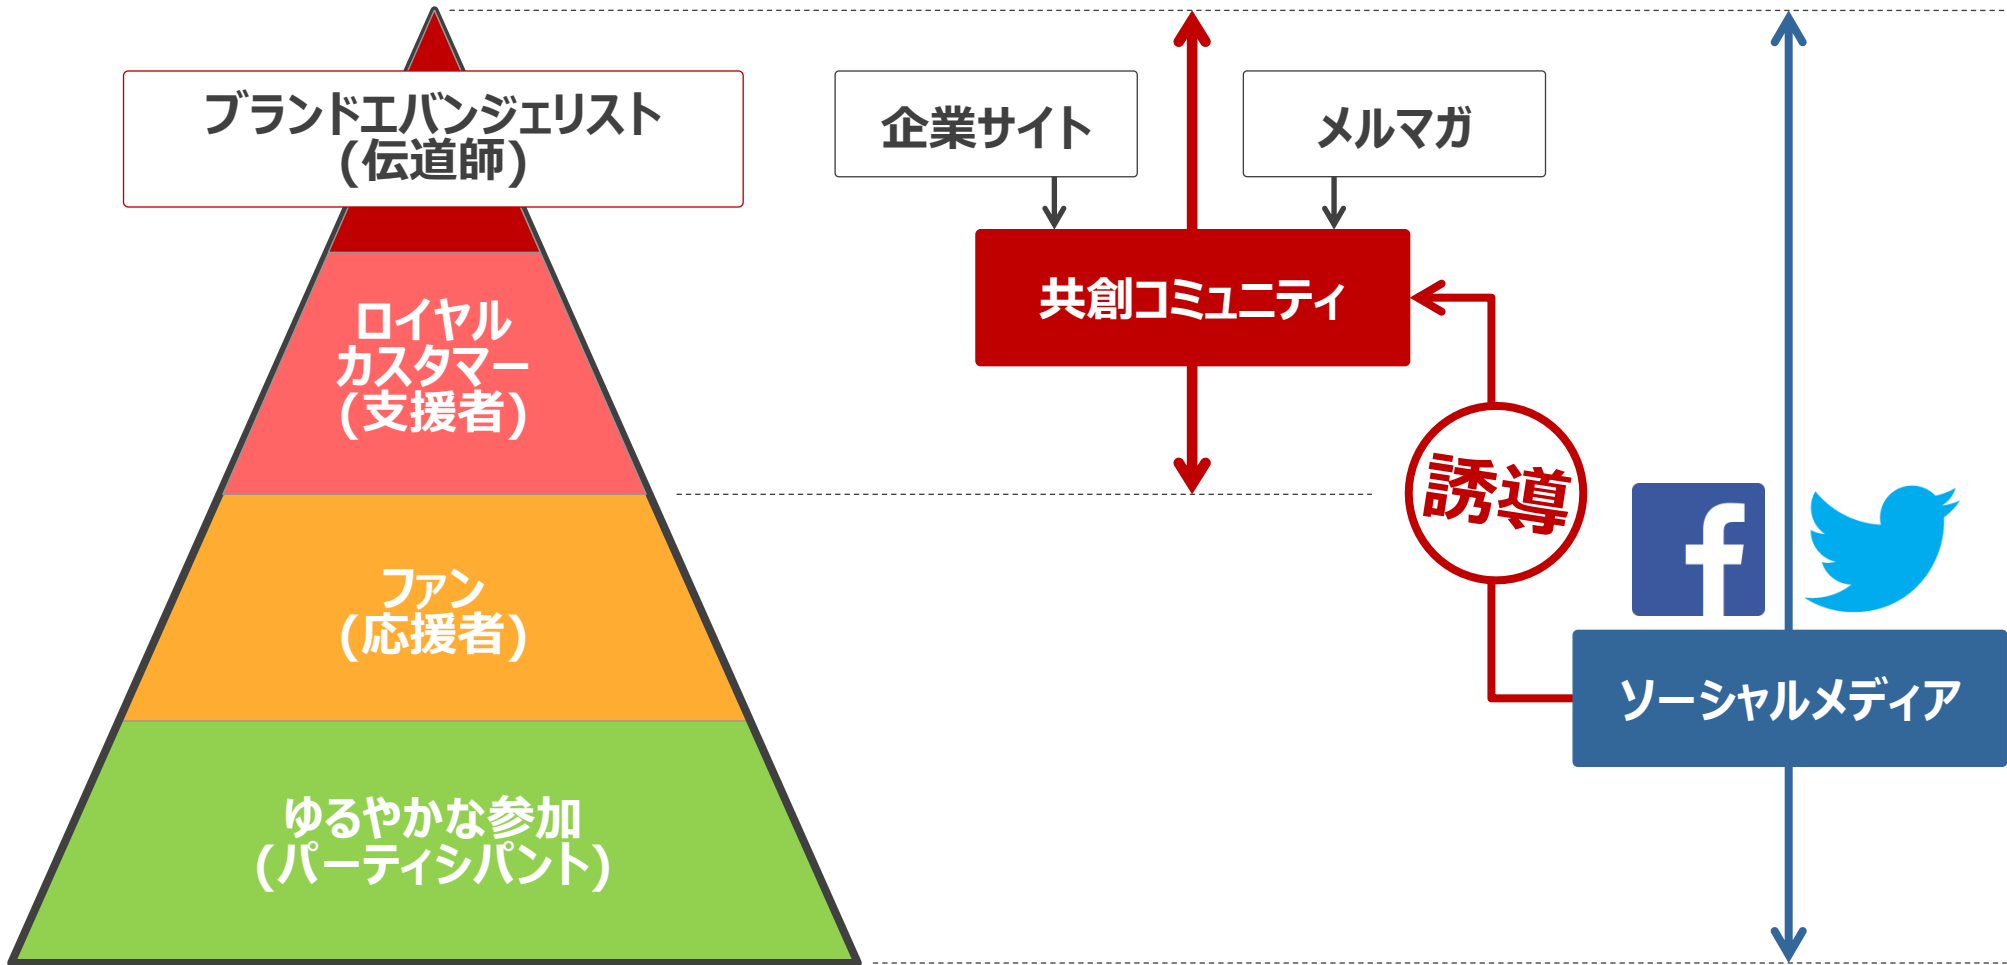 ブランドエバンジェリスト
(伝道師)
企業サイト
メルマガ
共創コミュニティ
ロイヤル
カスタマー
(支援者)
誘導
ファン
(応援者)
ソーシャルメディア
ゆるやかな参加
(パーティシパント)